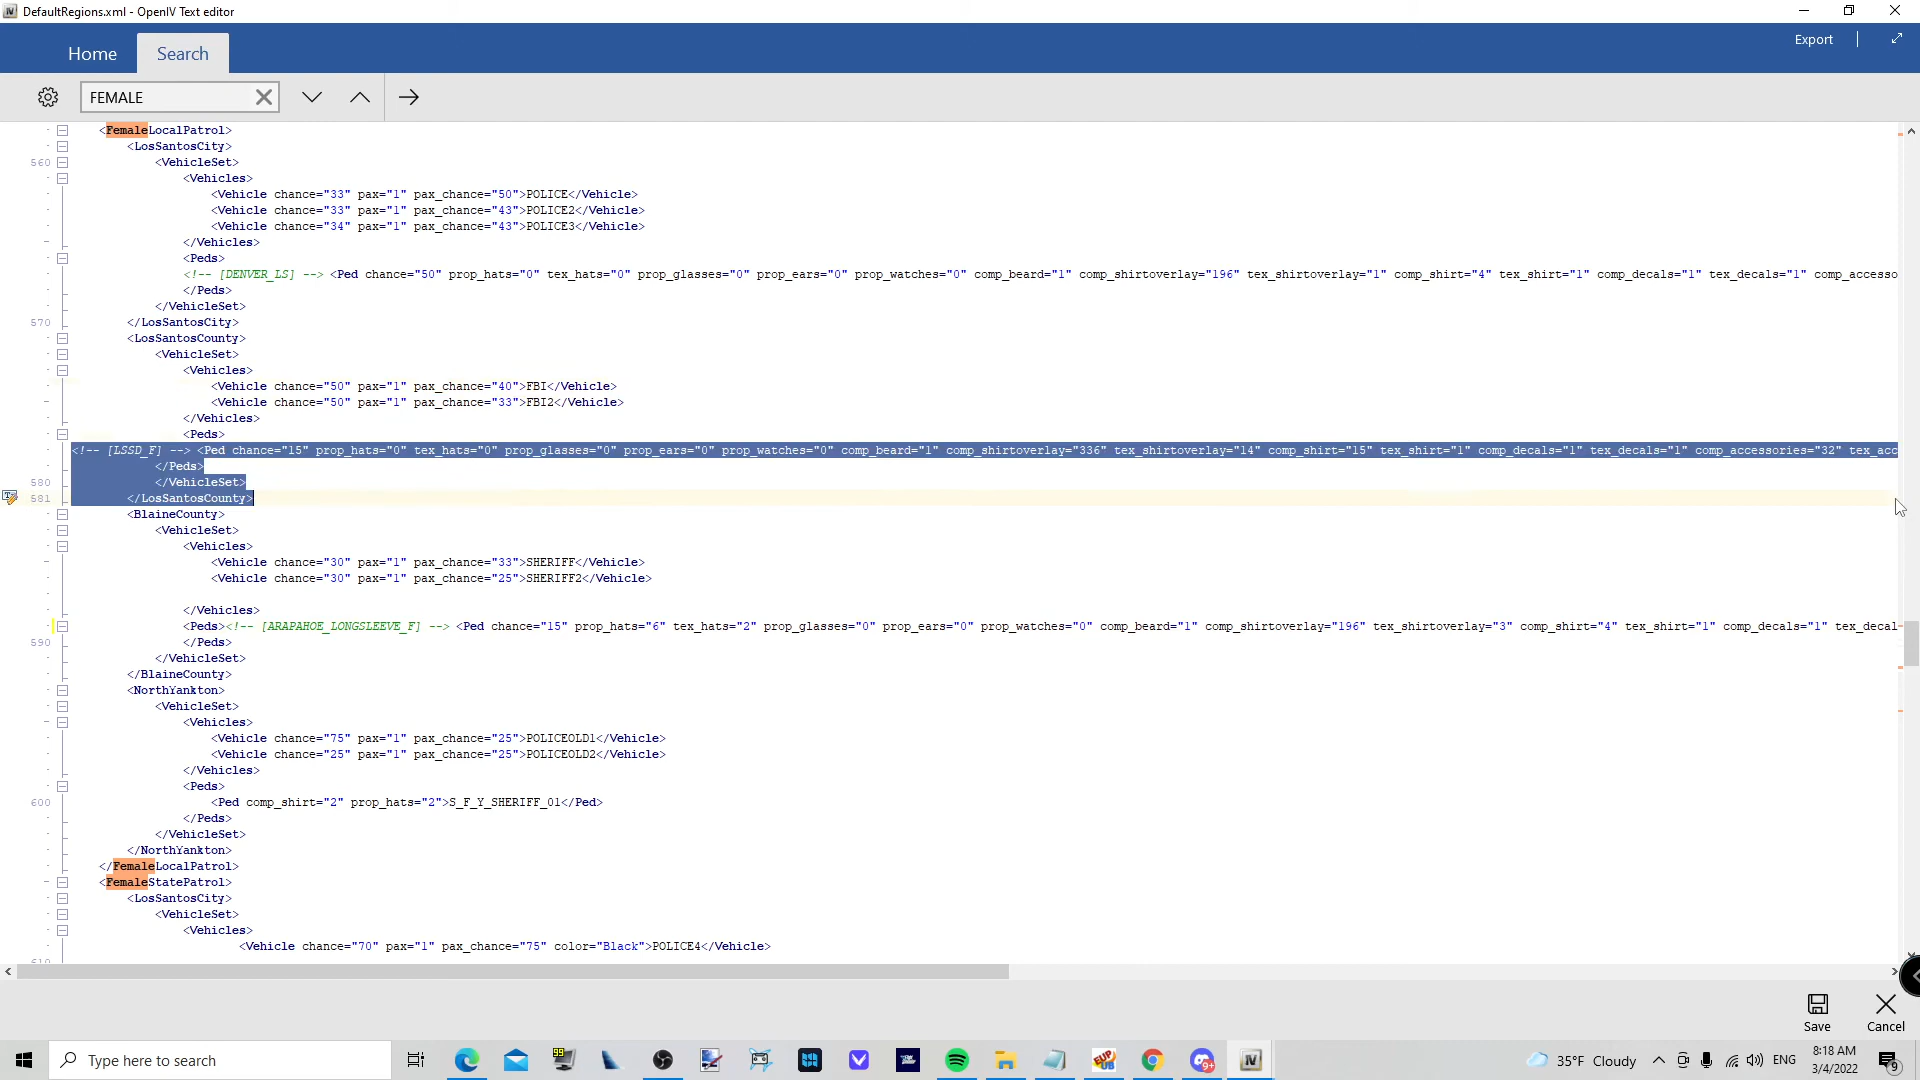 DefaultRegions.xml - OpenIV Text editor
Home
Search
Export
FEMALE
<FemaleLocalPatrol>
<LosSantosCity>
560 <VehicleSet>
<Vehicles>
<Vehicle chance="33" pax="1" pax_chance="50">POLICE</Vehicle>
<Vehicle chance="33" pax="1" pax_chance="43">POLICE2</Vehicle>
<Vehicle chance="34" pax="1" pax_chance="43">POLICE3</Vehicle>
</Vehicles>
<Peds>
<!-- [DENVER_LS] --> <Ped chance="50" prop_hats="0" tex_hats="0" prop_glasses="0" prop_ears="0" prop_watches="0" comp_beard="1" comp_shirtoverlay="196" tex_shirtoverlay="1" comp_shirt="4" tex_shirt="1" comp_decals="1" tex_decals="1" comp_accesso
</Peds>
</VehicleSet>
570 </LosSantosCity>
<LosSantosCounty>
<VehicleSet>
<Vehicles>
<Vehicle chance="50" pax="1" pax_chance="40">FBI</Vehicle>
<Vehicle chance="50" pax="1" pax_chance="33">FBI2</Vehicle>
</Vehicles>
<Peds>
<!-- [LSSD_F] --> <Ped chance="15" prop_hats="0" tex_hats="0" prop_glasses="0" prop_ears="0" prop_watches="0" comp_beard="1" comp_shirtoverlay="336" tex_shirtoverlay="14" comp_shirt="15" tex_shirt="1" comp_decals="1" tex_decals="1" comp_accessories="32" tex_acc
</Peds>
580 </VehicleSet>
581 </LosSantosCounty>
<BlaineCounty>
<VehicleSet>
<Vehicles>
<Vehicle chance="30" pax="1" pax_chance="33">SHERIFF</Vehicle>
<Vehicle chance="30" pax="1" pax_chance="25">SHERIFF2</Vehicle>
</Vehicles>
<Peds><!-- [ARAPAHOE_LONGSLEEVE_F] --> <Ped chance="15" prop_hats="6" tex_hats="2" prop_glasses="0" prop_ears="0" prop_watches="0" comp_beard="1" comp_shirtoverlay="196" tex_shirtoverlay="3" comp_shirt="4" tex_shirt="1" comp_decals="1" tex_decal
590 </Peds>
</VehicleSet>
</BlaineCounty>
<NorthYankton>
<VehicleSet>
<Vehicles>
<Vehicle chance="75" pax="1" pax_chance="25">POLICEOLD1</Vehicle>
<Vehicle chance="25" pax="1" pax_chance="25">POLICEOLD2</Vehicle>
</Vehicles>
<Peds>
600 <Ped comp_shirt="2" prop_hats="2">S_F_Y_SHERIFF_01</Ped>
</Peds>
</VehicleSet>
</NorthYankton>
</FemaleLocalPatrol>
<FemaleStatePatrol>
<LosSantosCity>
<VehicleSet>
<Vehicles>
<Vehicle chance="70" pax="1" pax_chance="75" color="Black">POLICE4</Vehicle>
Save
Cancel
Type here to search
99
EUP
9+
IV
35°F Cloudy
ENG
8:18 AM
3/4/2022
9